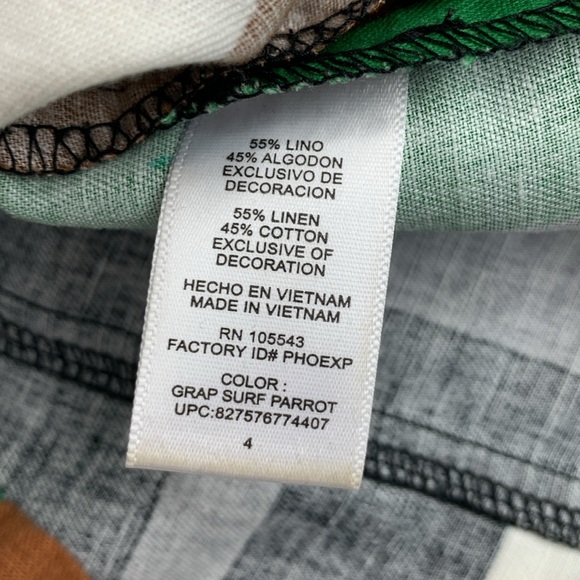 55% LINO
45% ALGODON
EXCLUSIVO DE
DECORACION
55% LINEN
45% COTTON
EXCLUSIVE OF
DECORATION
HECHO EN VIETNAM
MADE IN VIETNAM
RN 105543
FACTORY ID# PHOEXP
COLOR :
GRAP SURF PARROT
UPC:827576774407
4